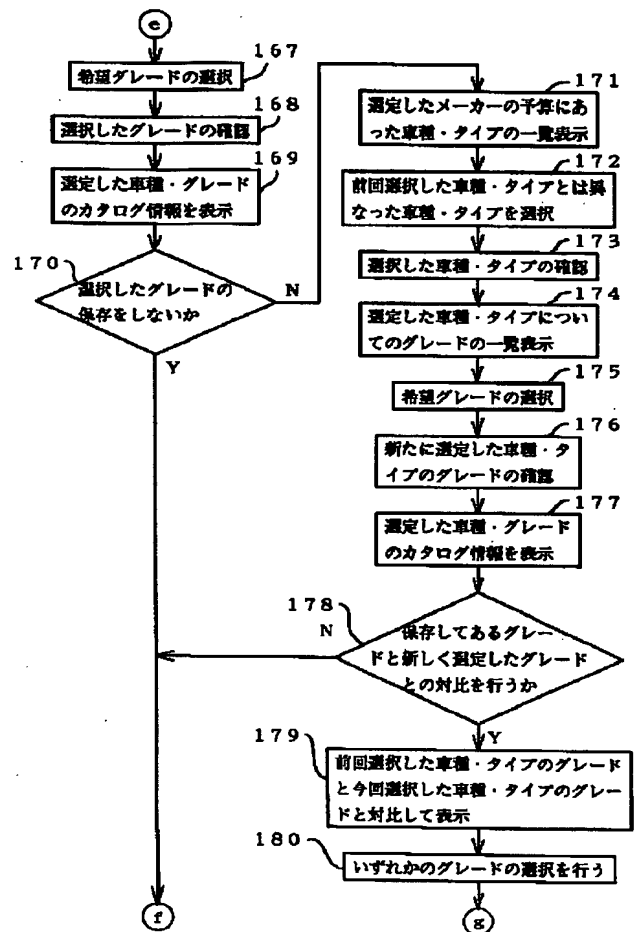 e
167
希望グレードの選択
168
選択したグレードの確認
169
選定した車種・グレード
のカタログ情報を表示
170
選択したグレードの
保存をしないか
N
Y
171
選定したメーカーの予算にあ
った車種・タイプの一覧表示
172
前回選択した車種・タイプとは異
なった車種・タイプを選択
173
選択した車種・タイプの確認
174
選定した車種・タイプについ
てのグレードの一覧表示
175
希望グレードの選択
176
新たに選定した車種・タ
イプのグレードの確認
177
選定した車種・グレード
のカタログ情報を表示
178
N
保存してあるグレー
ドと新しく選定したグレード
との対比を行うか
Y
179
前回選択した車種・タイプのグレード
と今回選択した車種・タイプのグレー
ドと対比して表示
180
いずれかのグレードの選択を行う
f
g